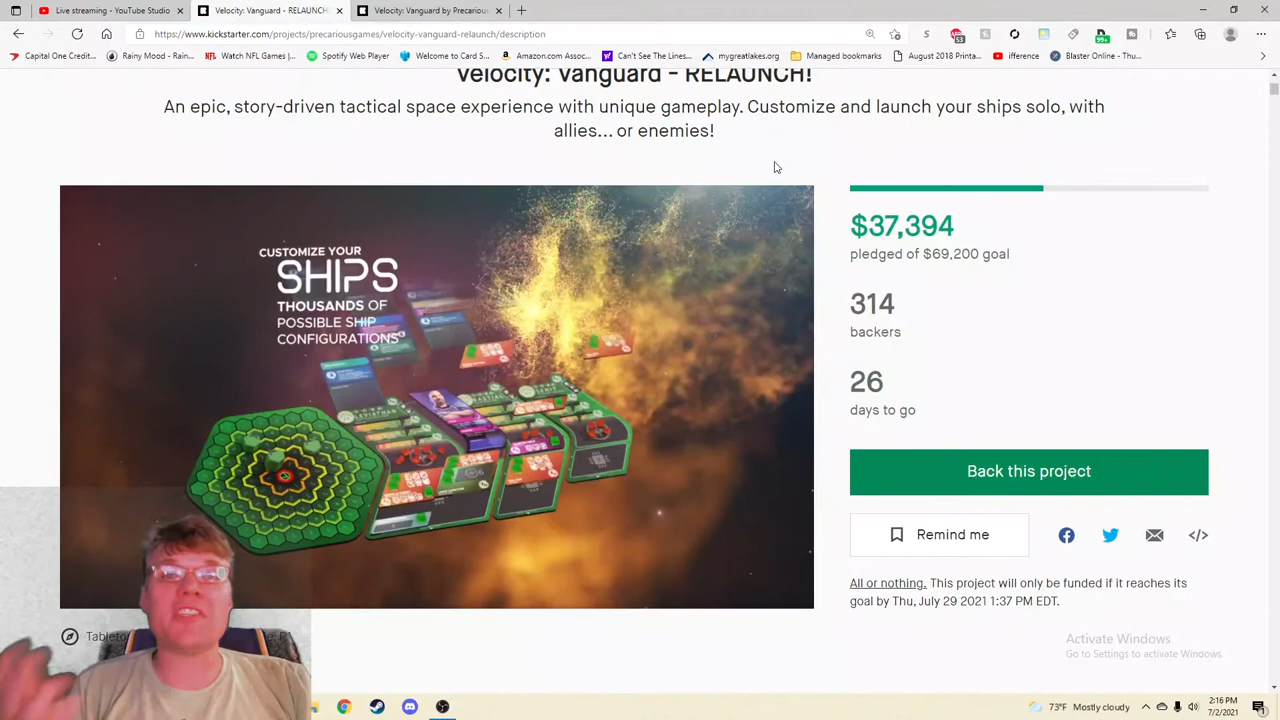 Live streaming - YouTube Studio
Velocity: Vanguard - RELAUNCH!
Velocity: Vanguard by Precarious
https://www.kickstarter.com/projects/precariousgames/velocity-vanguard-relaunch/description
Capital One Credit...
Rainy Mood - Rain...
Watch NFL Games |...
Spotify Web Player
Welcome to Card S...
Amazon.com Assoc...
Can't See The Lines...
mygreatlakes.org
Managed bookmarks
August 2018 Printa...
ifference
Blaster Online - Thu...
Velocity: Vanguard - RELAUNCH!
An epic, story-driven tactical space experience with unique gameplay. Customize and launch your ships solo, with
allies... or enemies!
CUSTOMIZE YOUR
SHIPS
THOUSANDS OF
POSSIBLE SHIP
CONFIGURATIONS
LEVIATHAN
$37,394
pledged of $69,200 goal
314
backers
26
days to go
Back this project
Remind me
All or nothing. This project will only be funded if it reaches its
goal by Thu, July 29 2021 1:37 PM EDT.
Activate Windows
Go to Settings to activate Windows.
73°F Mostly cloudy
2:16 PM
7/2/2021